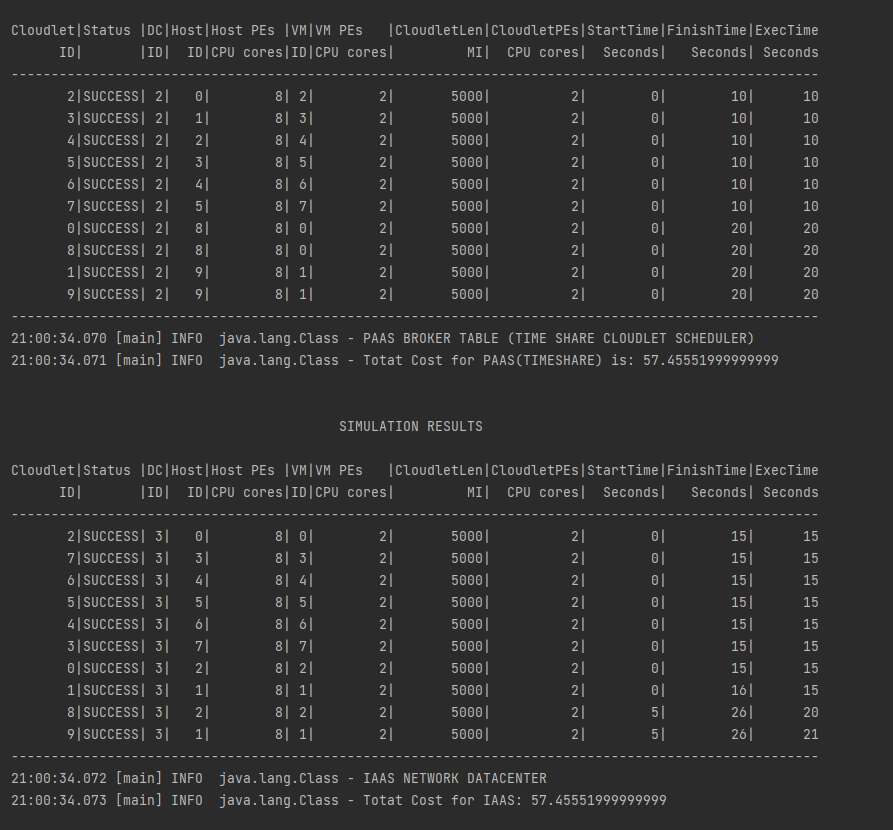 Cloudlet|Status |DC|Host|Host PEs |VM|VM PEs   |CloudletLen|CloudletPEs|StartTime|FinishTime|ExecTime
      ID|       |ID|  ID|CPU cores|ID|CPU cores|         MI|  CPU cores|  Seconds|   Seconds| Seconds
-----------------------------------------------------------------------------------------------------
       2|SUCCESS| 2|   0|        8| 2|        2|       5000|          2|        0|        10|      10
       3|SUCCESS| 2|   1|        8| 3|        2|       5000|          2|        0|        10|      10
       4|SUCCESS| 2|   2|        8| 4|        2|       5000|          2|        0|        10|      10
       5|SUCCESS| 2|   3|        8| 5|        2|       5000|          2|        0|        10|      10
       6|SUCCESS| 2|   4|        8| 6|        2|       5000|          2|        0|        10|      10
       7|SUCCESS| 2|   5|        8| 7|        2|       5000|          2|        0|        10|      10
       0|SUCCESS| 2|   8|        8| 0|        2|       5000|          2|        0|        20|      20
       8|SUCCESS| 2|   8|        8| 0|        2|       5000|          2|        0|        20|      20
       1|SUCCESS| 2|   9|        8| 1|        2|       5000|          2|        0|        20|      20
       9|SUCCESS| 2|   9|        8| 1|        2|       5000|          2|        0|        20|      20
-----------------------------------------------------------------------------------------------------
21:00:34.070 [main] INFO  java.lang.Class - PAAS BROKER TABLE (TIME SHARE CLOUDLET SCHEDULER)
21:00:34.071 [main] INFO  java.lang.Class - Totat Cost for PAAS(TIMESHARE) is: 57.45551999999999
                                         SIMULATION RESULTS
Cloudlet|Status |DC|Host|Host PEs |VM|VM PEs   |CloudletLen|CloudletPEs|StartTime|FinishTime|ExecTime
      ID|       |ID|  ID|CPU cores|ID|CPU cores|         MI|  CPU cores|  Seconds|   Seconds| Seconds
-----------------------------------------------------------------------------------------------------
       2|SUCCESS| 3|   0|        8| 0|        2|       5000|          2|        0|        15|      15
       7|SUCCESS| 3|   3|        8| 3|        2|       5000|          2|        0|        15|      15
       6|SUCCESS| 3|   4|        8| 4|        2|       5000|          2|        0|        15|      15
       5|SUCCESS| 3|   5|        8| 5|        2|       5000|          2|        0|        15|      15
       4|SUCCESS| 3|   6|        8| 6|        2|       5000|          2|        0|        15|      15
       3|SUCCESS| 3|   7|        8| 7|        2|       5000|          2|        0|        15|      15
       0|SUCCESS| 3|   2|        8| 2|        2|       5000|          2|        0|        15|      15
       1|SUCCESS| 3|   1|        8| 1|        2|       5000|          2|        0|        16|      15
       8|SUCCESS| 3|   2|        8| 2|        2|       5000|          2|        5|        26|      20
       9|SUCCESS| 3|   1|        8| 1|        2|       5000|          2|        5|        26|      21
-----------------------------------------------------------------------------------------------------
21:00:34.072 [main] INFO  java.lang.Class - IAAS NETWORK DATACENTER
21:00:34.073 [main] INFO  java.lang.Class - Totat Cost for IAAS: 57.45551999999999